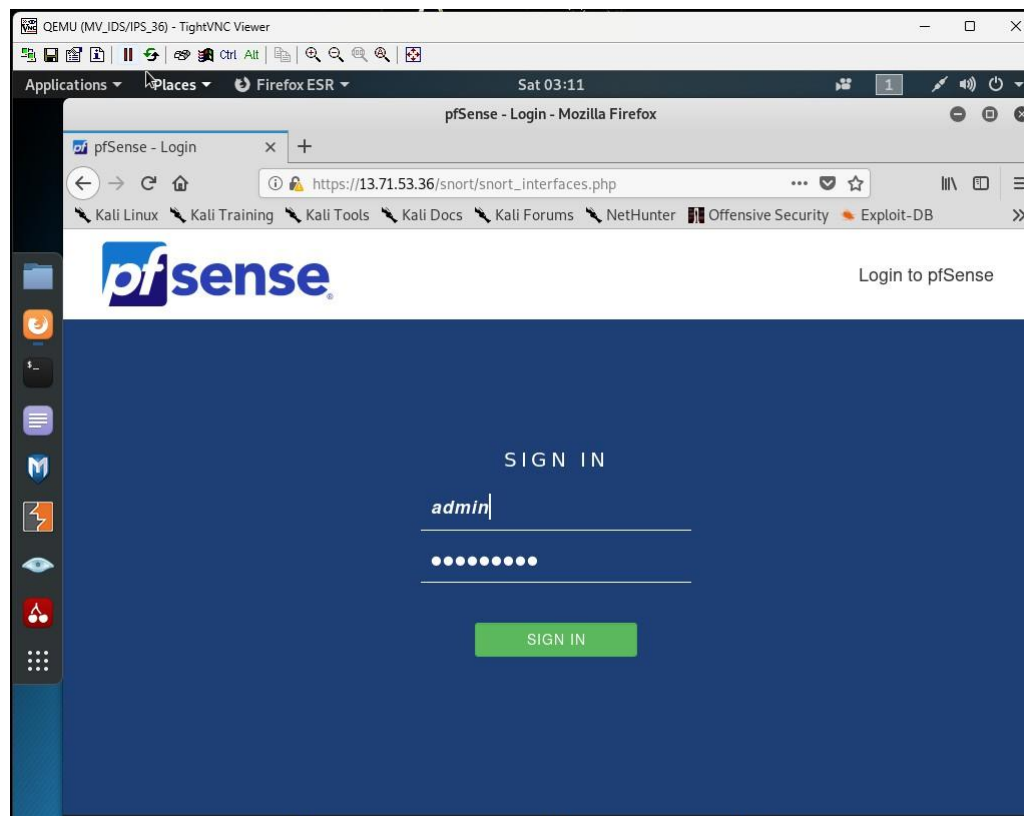 QEMU (MV_IDS/IPS_36) - TightVNC Viewer
Ctrl Alt
Applications Places Firefox ESR Sat 03:11 1
pfSense - Login - Mozilla Firefox
pfSense - Login
https://13.71.53.36/snort/snort_interfaces.php
Kali Linux Kali Training Kali Tools Kali Docs Kali Forums NetHunter Offensive Security Exploit-DB
pfsense Login to pfSense
SIGN IN
admin
SIGN IN